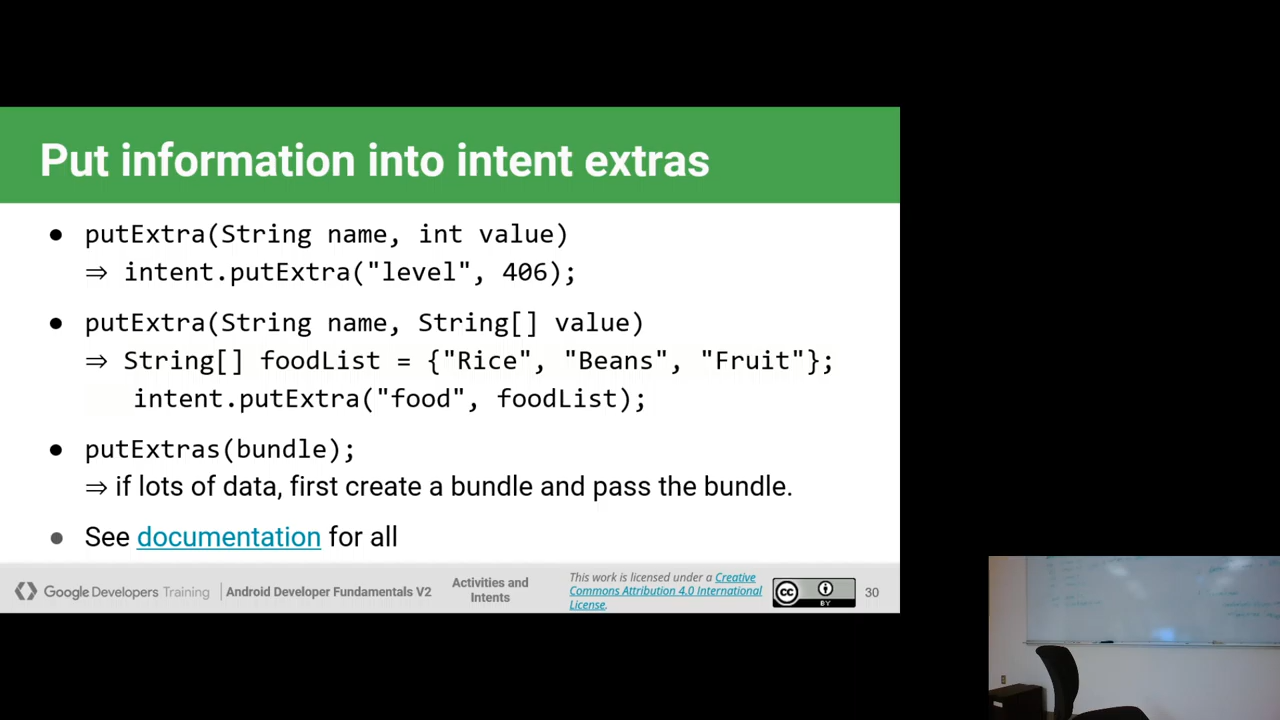 Put information into intent extras
● putExtra(String name, int value)
⇒ intent.putExtra("level", 406);
● putExtra(String name, String[] value)
⇒ String[] foodList = {"Rice", "Beans", "Fruit"};
intent.putExtra("food", foodList);
● putExtras(bundle);
⇒ if lots of data, first create a bundle and pass the bundle.
● See documentation for all
Google Developers Training
Android Developer Fundamentals V2
Activities and
Intents
This work is licensed under a Creative
Commons Attribution 4.0 International
License.
cc
BY
30